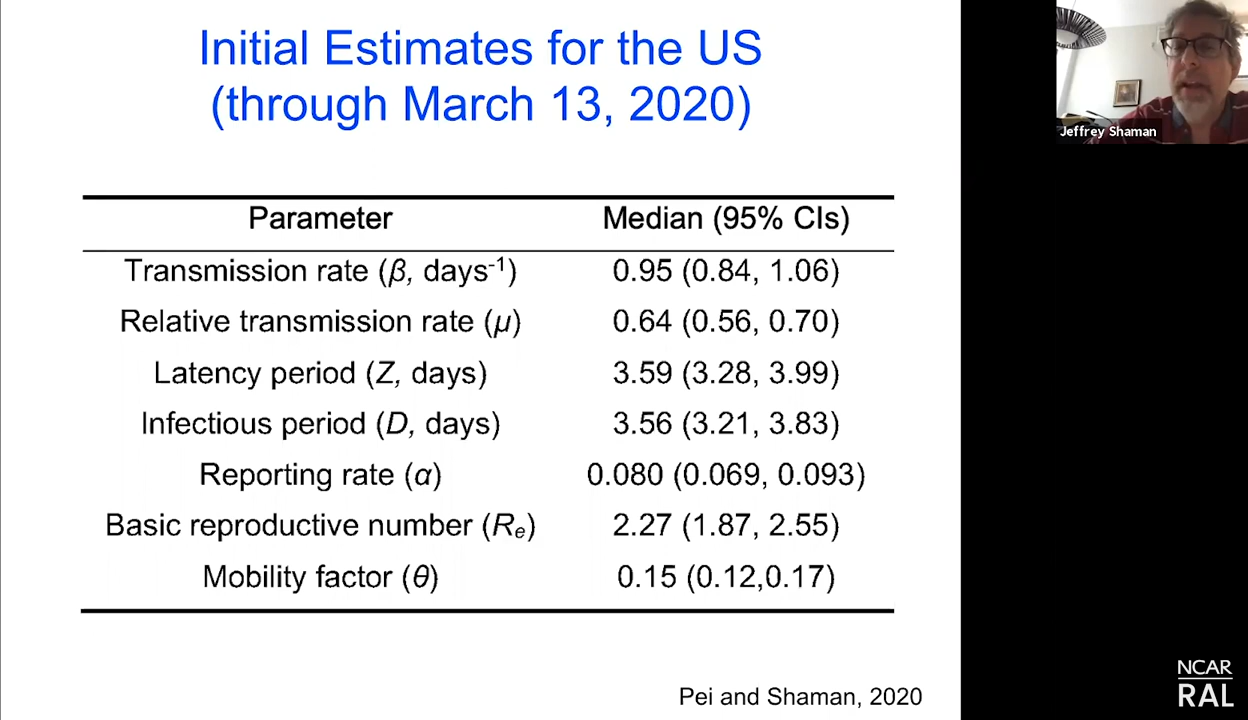 Initial Estimates for the US
(through March 13, 2020)
Parameter Median (95% CIs)
Transmission rate (β, days⁻¹) 0.95 (0.84, 1.06)
Relative transmission rate (μ) 0.64 (0.56, 0.70)
Latency period (Z, days) 3.59 (3.28, 3.99)
Infectious period (D, days) 3.56 (3.21, 3.83)
Reporting rate (α) 0.080 (0.069, 0.093)
Basic reproductive number (Rₑ) 2.27 (1.87, 2.55)
Mobility factor (θ) 0.15 (0.12,0.17)
Pei and Shaman, 2020
Jeffrey Shaman
NCAR
RAL